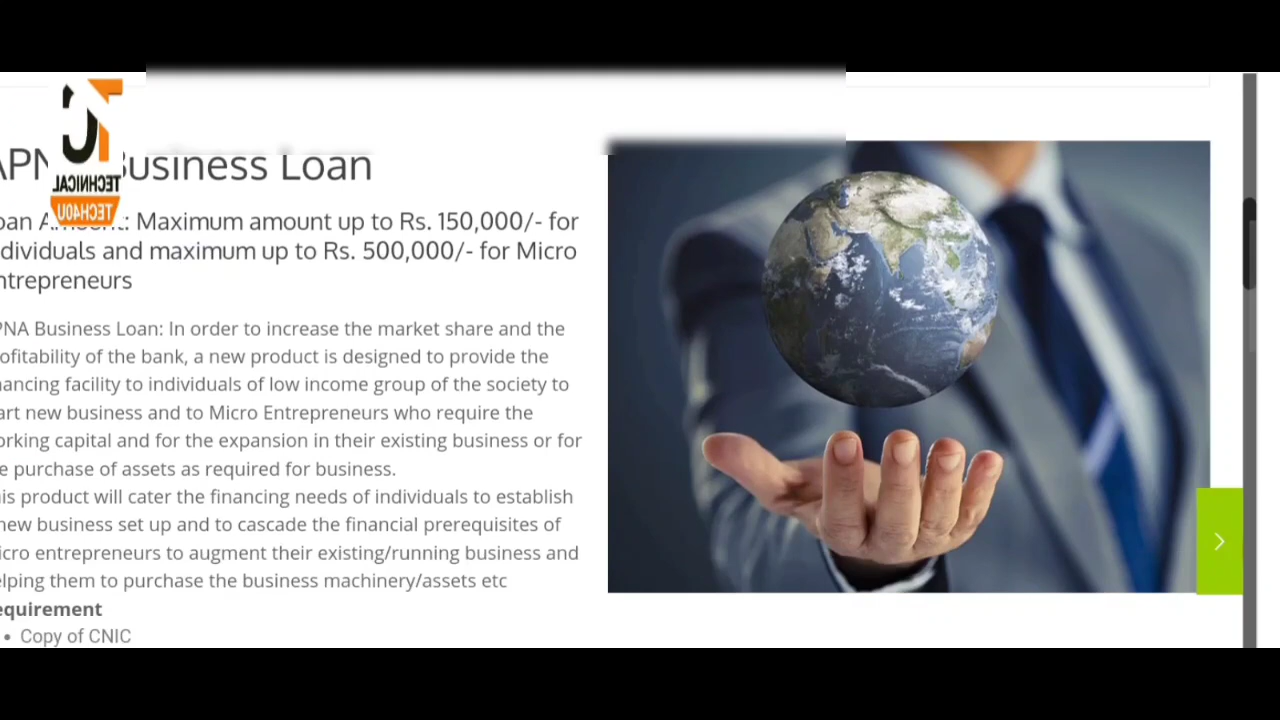 TECHNICAL
TECH4OU
APNA Business Loan
oan Amount: Maximum amount up to Rs. 150,000/- for
dividuals and maximum up to Rs. 500,000/- for Micro
ntrepreneurs
PNA Business Loan: In order to increase the market share and the
ofitability of the bank, a new product is designed to provide the
nancing facility to individuals of low income group of the society to
art new business and to Micro Entrepreneurs who require the
orking capital and for the expansion in their existing business or for
e purchase of assets as required for business.
is product will cater the financing needs of individuals to establish
new business set up and to cascade the financial prerequisites of
icro entrepreneurs to augment their existing/running business and
elping them to purchase the business machinery/assets etc
equirement
• Copy of CNIC